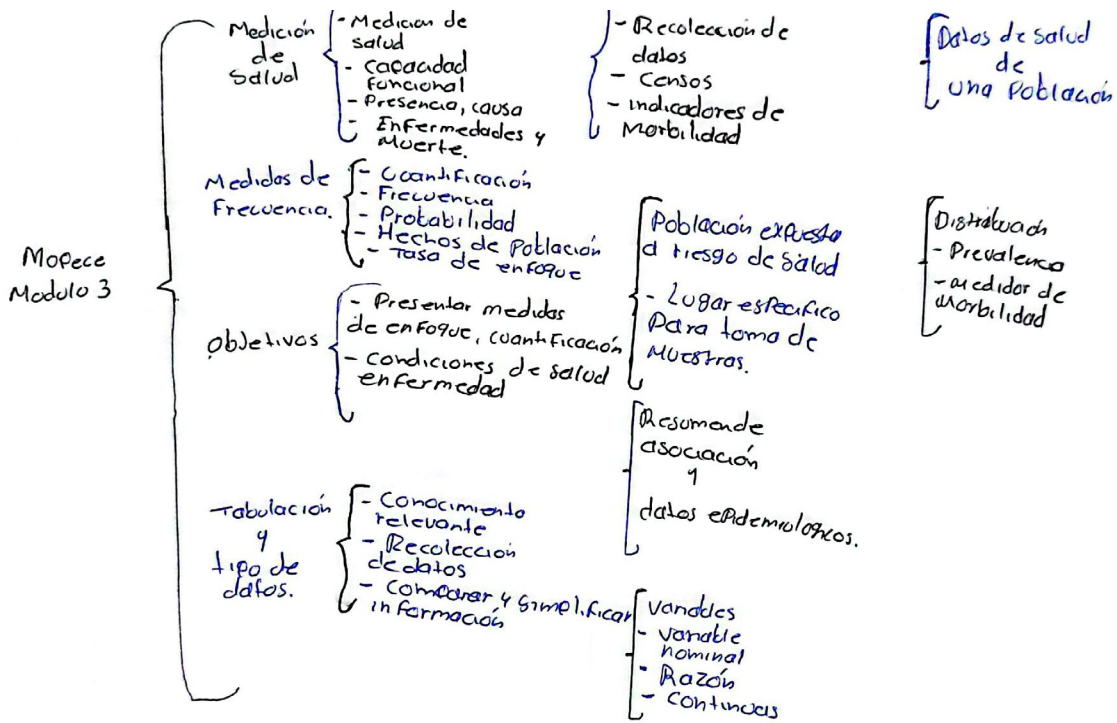 Mopece
Modulo 3
Medición
de
Salud
- Medicion de
salud
- capacidad
funcional
- Presencia, causa
- Enfermedades y
Muerte.
- Recolección de
datos
- Censos
- indicadores de
Morbilidad
Datos de salud
de
una Población
Medidas de
Frecuencia.
- Cuantificación
- Frecuencia
- Probabilidad
- Hechos de Población
- Tasa de enfoque
Población expuesta
a riesgo de salud
- Lugar especifico
Para toma de
Muestras.
Distribución
- Prevalencia
- medidor de
Morbilidad
Objetivos
- Presentar medidas
de enfoque, cuantificación
- condiciones de salud
enfermedad
Resumen de
asociación
y
datos epidemiologicos.
Tabulación
y
tipo de
datos.
- Conocimiento
relevante
- Recolección
de datos
- Comparar y simplificar
información
variables
- variable
nominal
- Razón
- Continuas